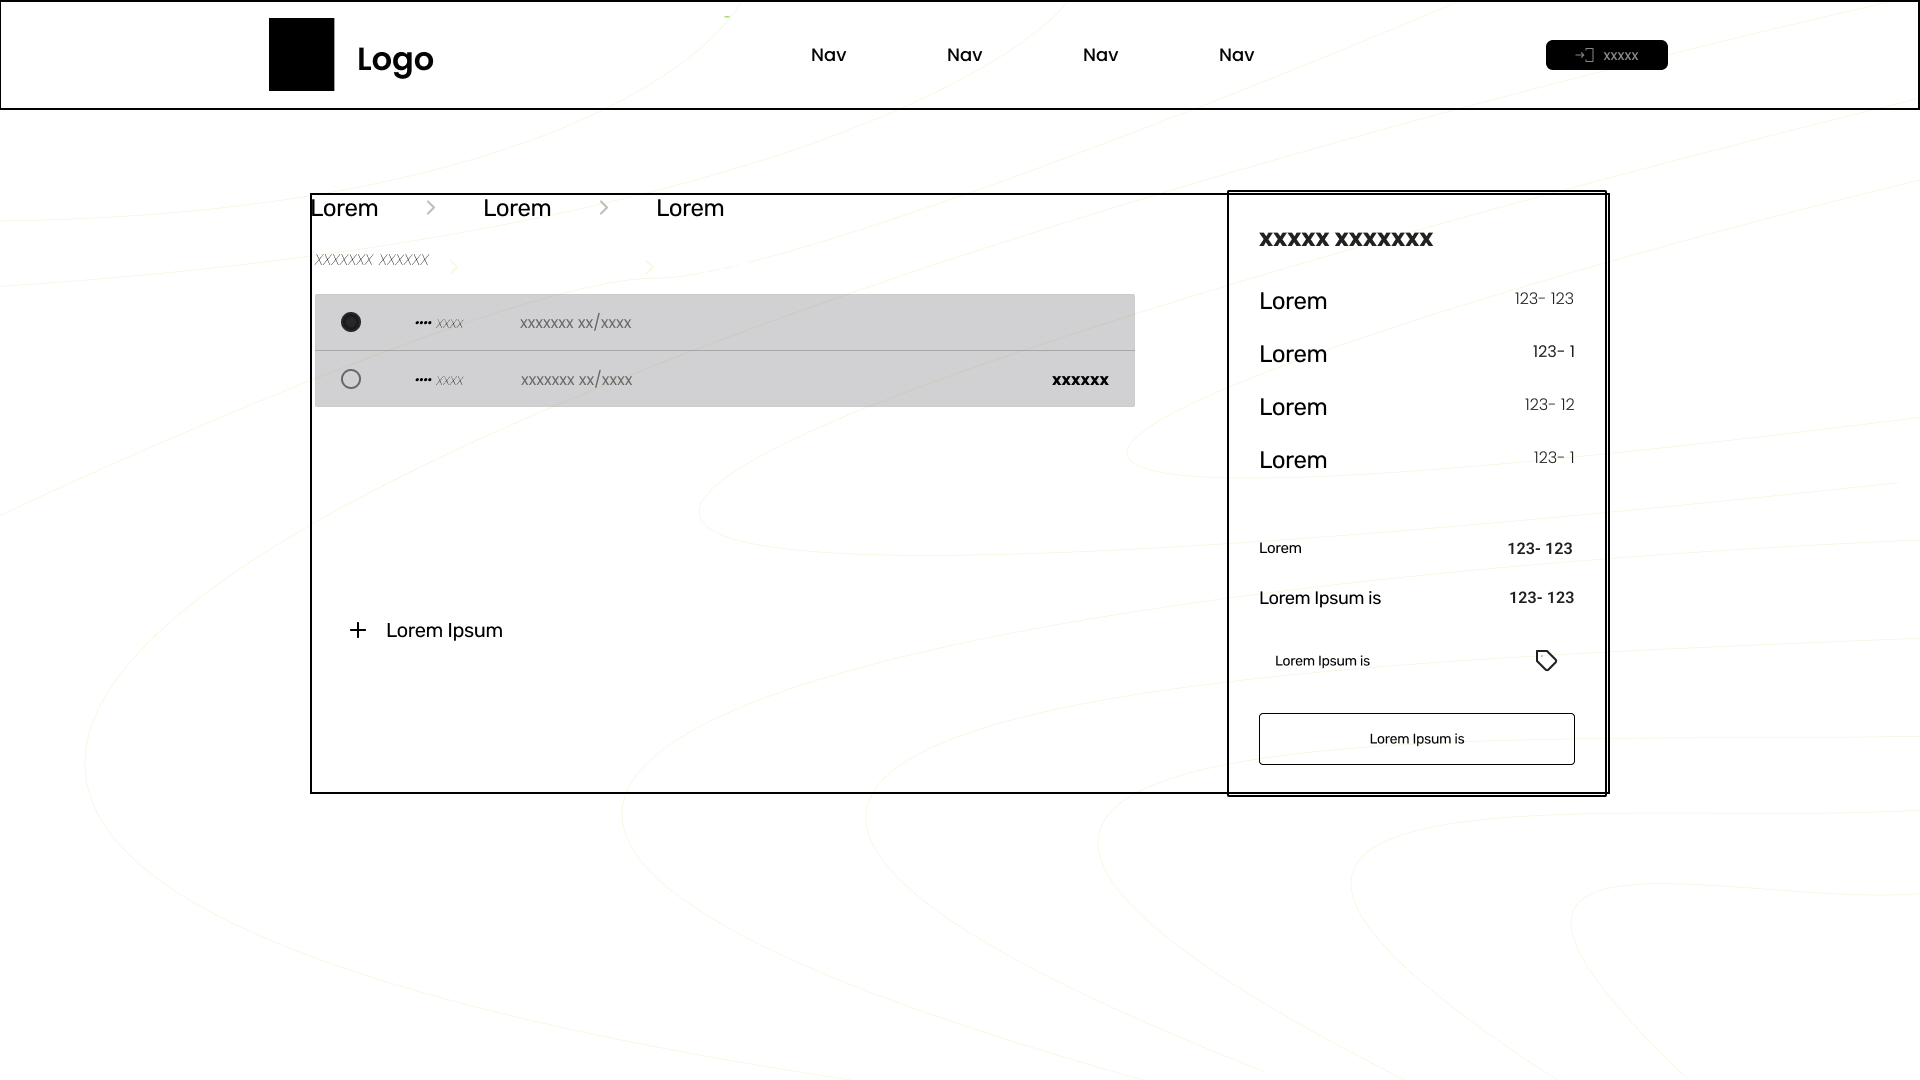 Logo
Nav Nav Nav Nav
xxxxx
Lorem > Lorem > Lorem
xxxxxxx xxxxxx
•••• xxxx xxxxxxx xx/xxxx
•••• xxxx xxxxxxx xx/xxxx xxxxxx
+ Lorem Ipsum
xxxxx xxxxxxx
Lorem 123- 123
Lorem 123- 1
Lorem 123- 12
Lorem 123- 1
Lorem 123- 123
Lorem Ipsum is 123- 123
Lorem Ipsum is
Lorem Ipsum is